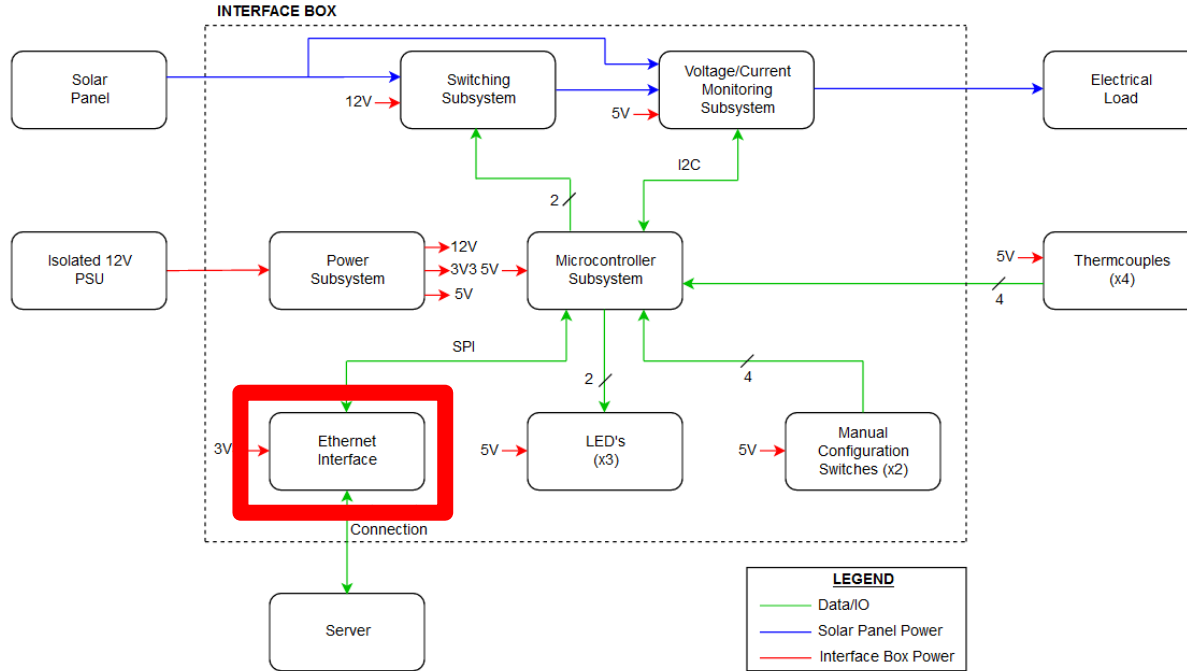 INTERFACE BOX
Solar
Panel
Switching
Subsystem
Voltage/Current
Monitoring
Subsystem
Electrical
Load
12V
5V
I2C
2
Isolated 12V
PSU
Power
Subsystem
12V
3V3
5V
5V
Microcontroller
Subsystem
5V
Thermcouples
(x4)
4
SPI
2
4
3V
Ethernet
Interface
5V
LED's
(x3)
5V
Manual
Configuration
Switches (x2)
Connection
Server
LEGEND
Data/IO
Solar Panel Power
Interface Box Power